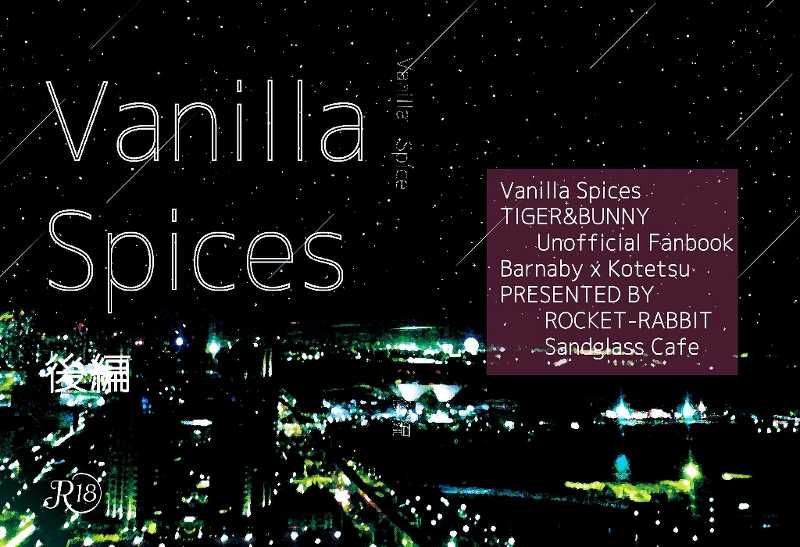 Vanilla
Spices
後編
R18
Vanilla Spice
編
Vanilla Spices
TIGER&BUNNY
Unofficial Fanbook
Barnaby x Kotetsu
PRESENTED BY
ROCKET-RABBIT
Sandglass Cafe